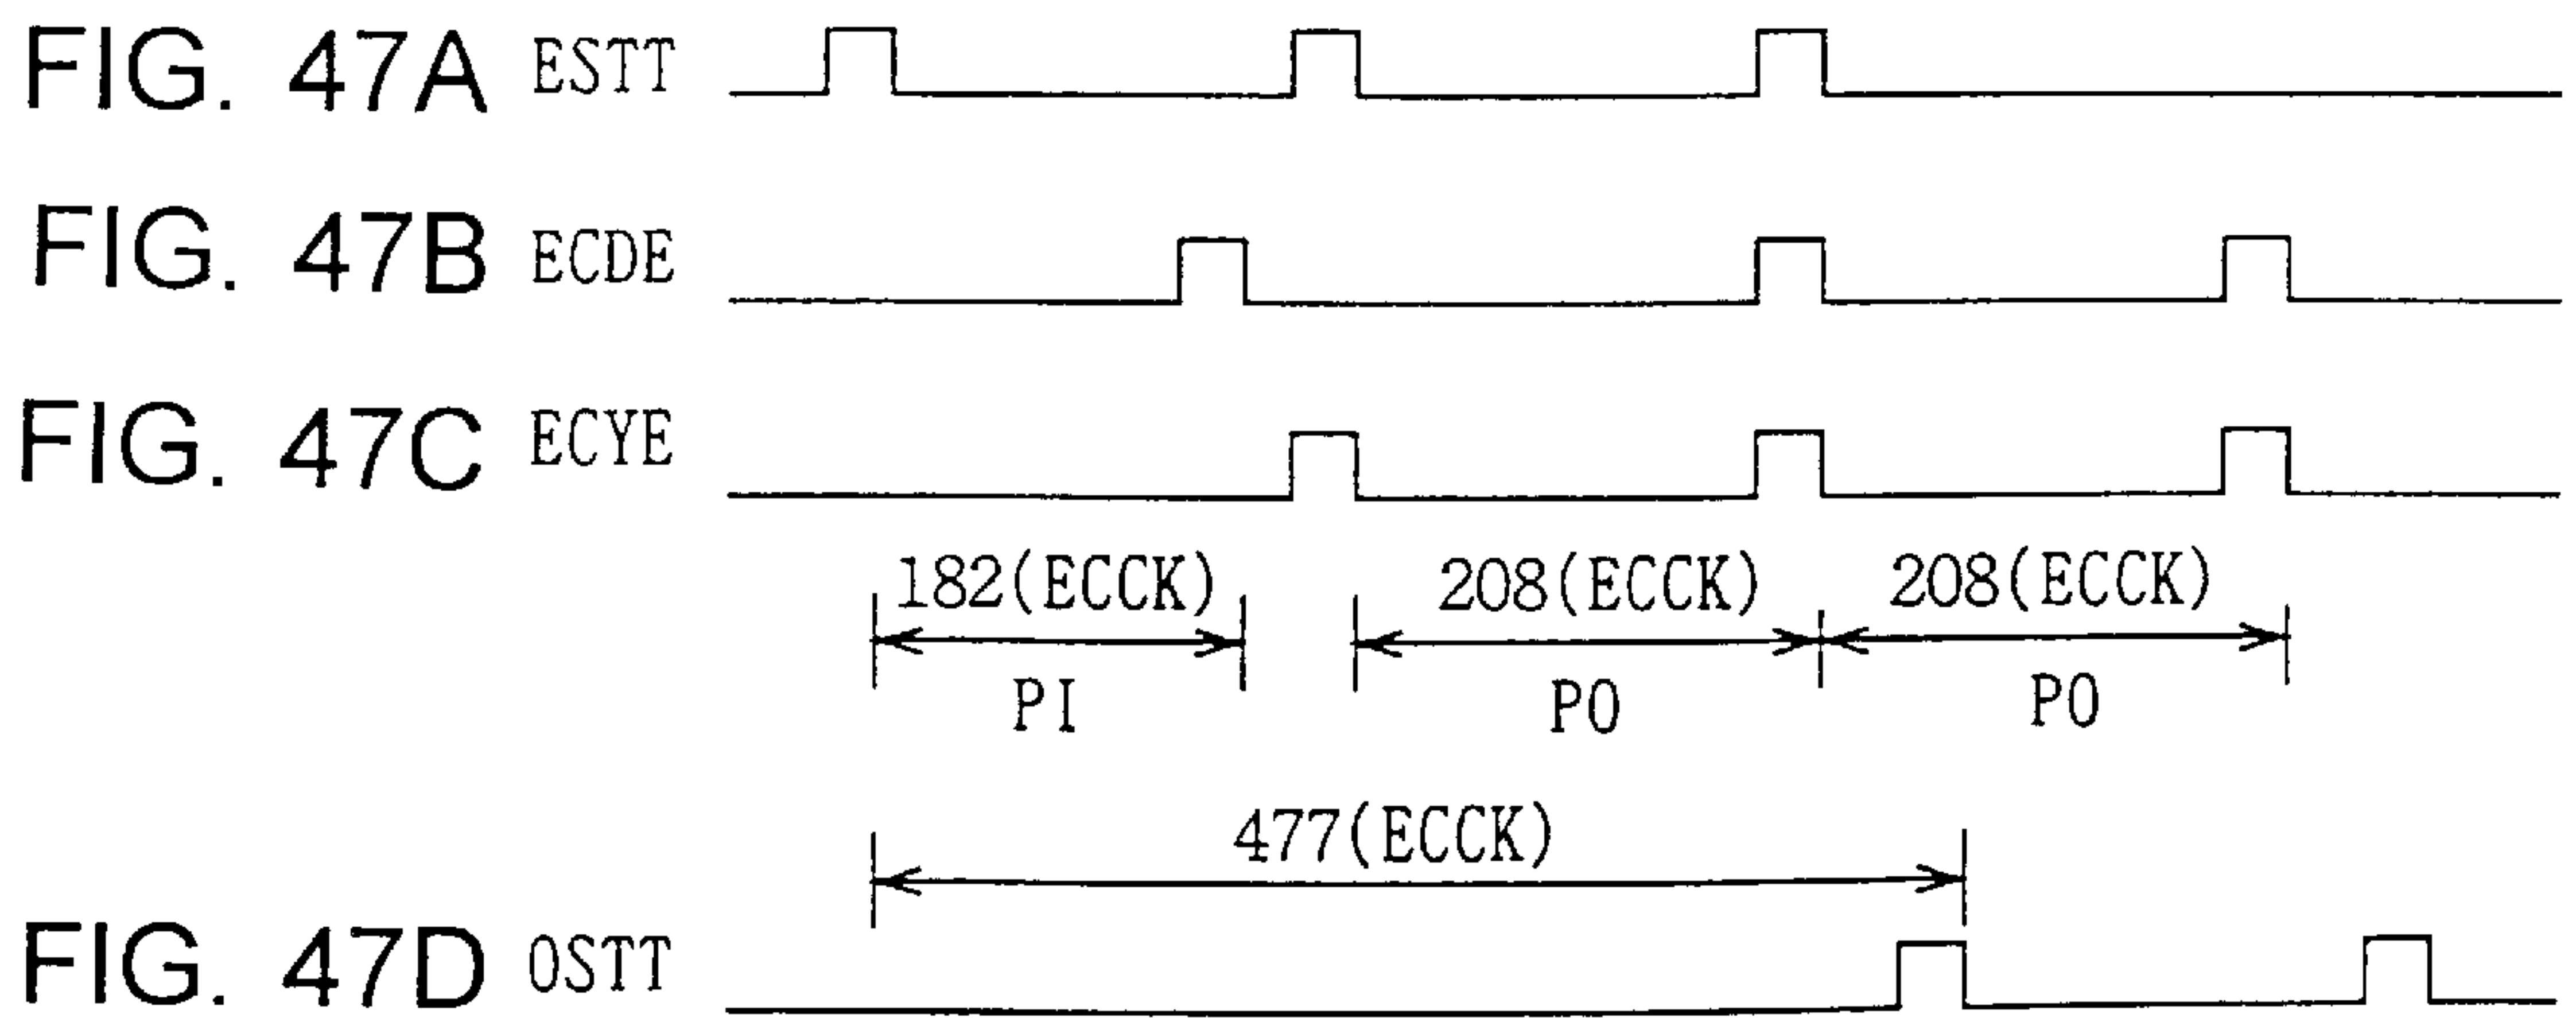 FIG. 47A ESTT
FIG. 47B ECDE
FIG. 47C ECYE
182(ECCK) 208(ECCK) 208(ECCK)
PI PO PO
477(ECCK)
FIG. 47D OSTT